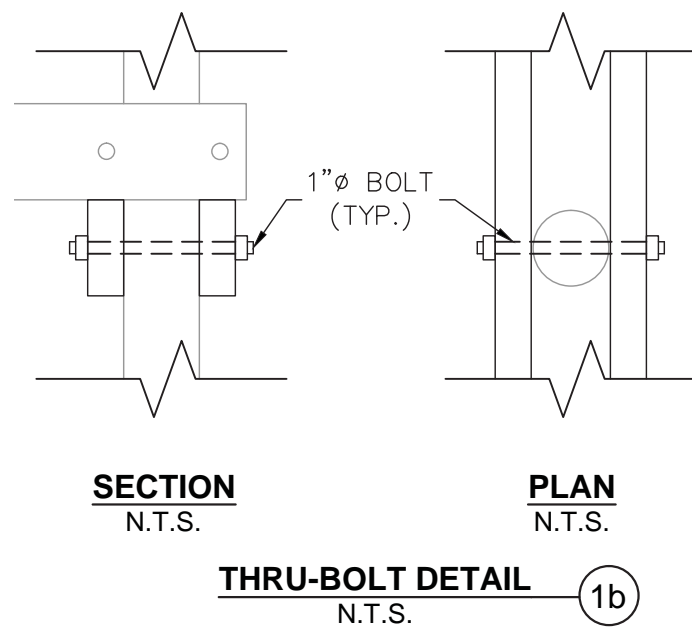 1”ø BOLT
(TYP.)
SECTION
N.T.S.
PLAN
N.T.S.
THRU-BOLT DETAIL
N.T.S.
1b